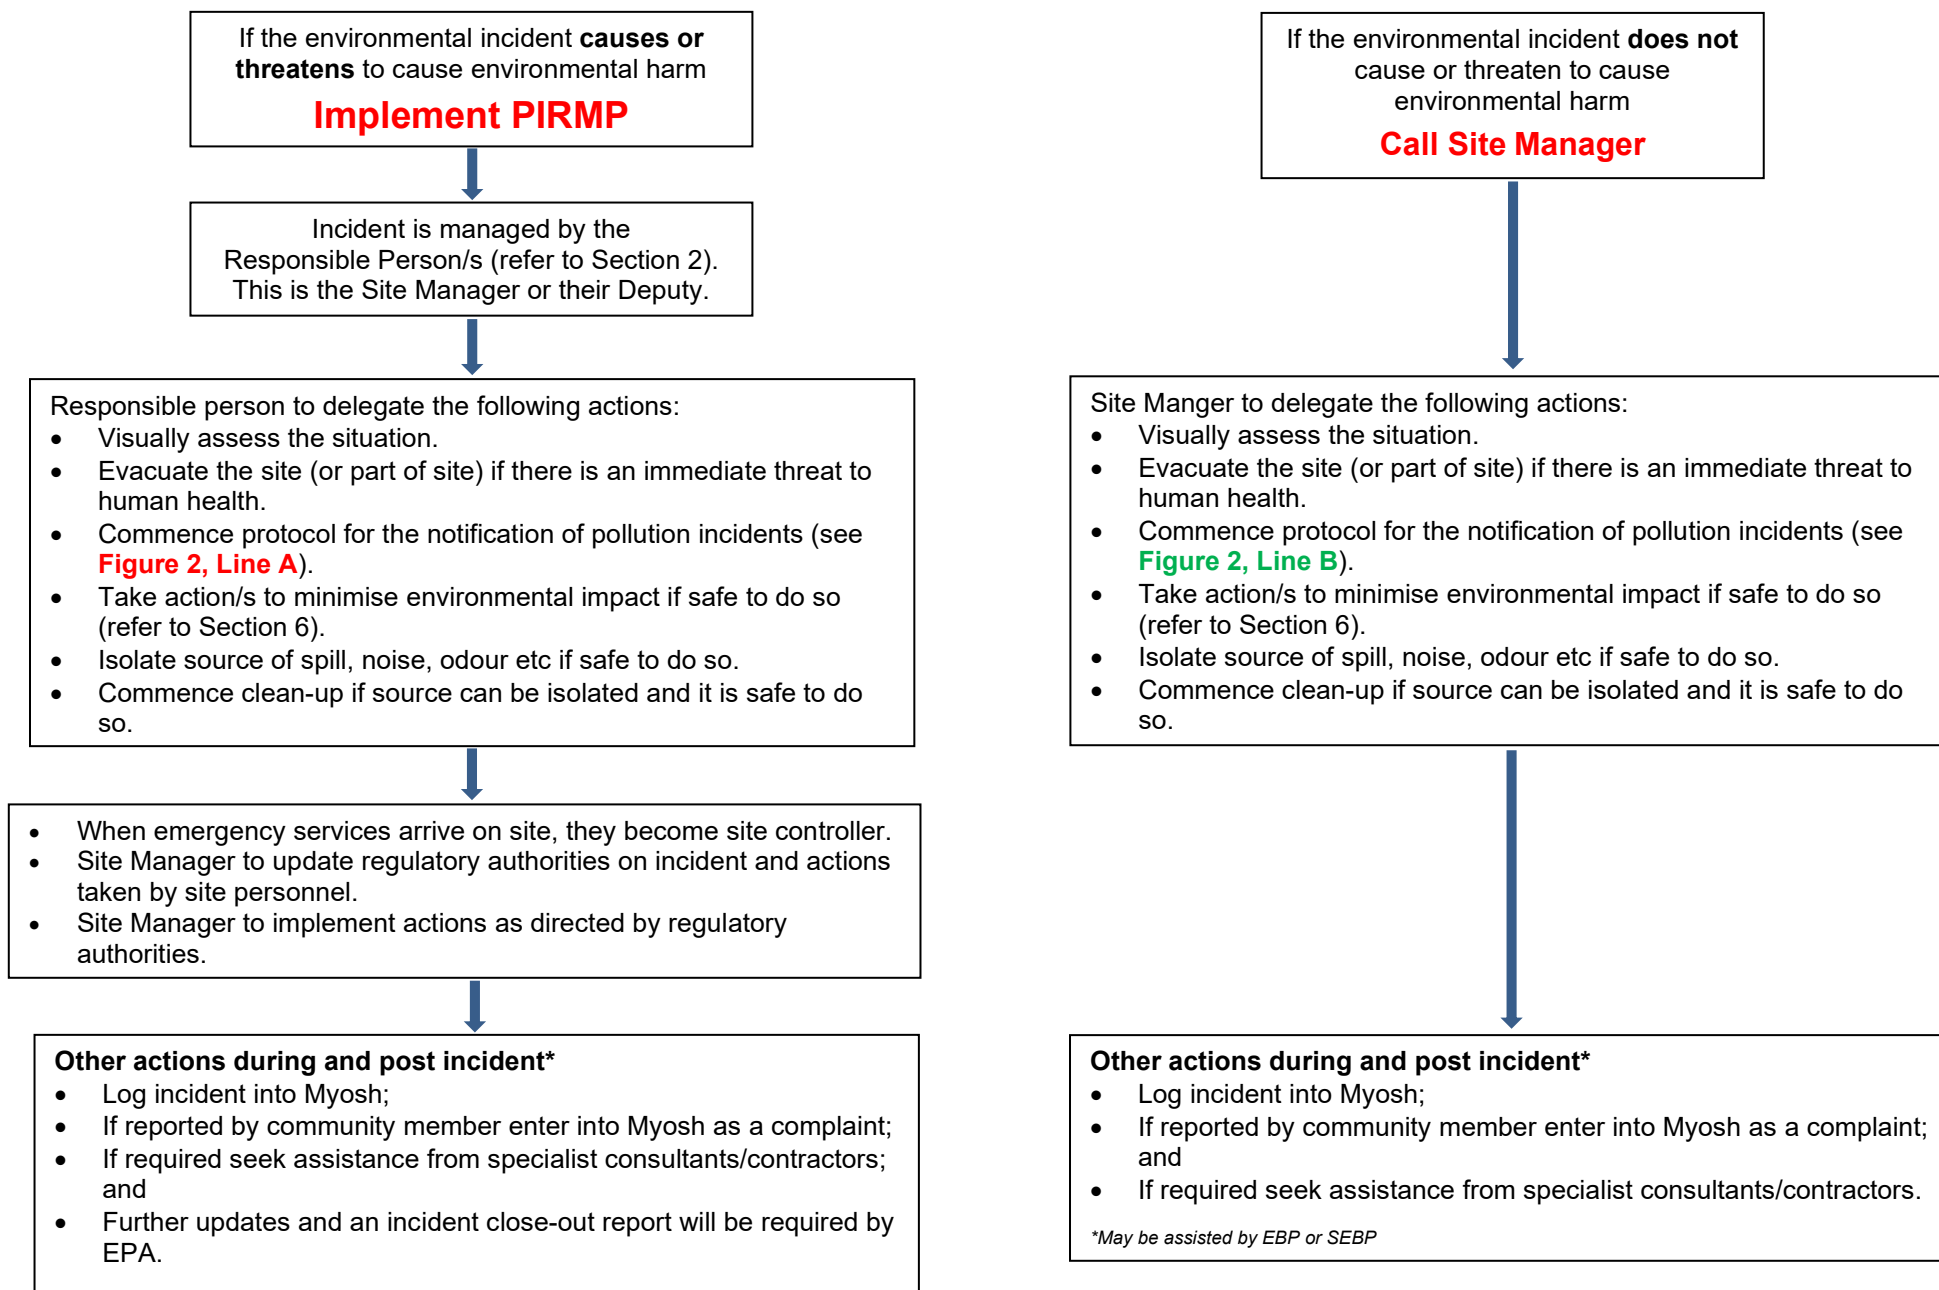 If the environmental incident causes or
threatens to cause environmental harm
Implement PIRMP
Incident is managed by the
Responsible Person/s (refer to Section 2).
This is the Site Manager or their Deputy.
Responsible person to delegate the following actions:
• Visually assess the situation.
• Evacuate the site (or part of site) if there is an immediate threat to
human health.
• Commence protocol for the notification of pollution incidents (see
Figure 2, Line A).
• Take action/s to minimise environmental impact if safe to do so
(refer to Section 6).
• Isolate source of spill, noise, odour etc if safe to do so.
• Commence clean-up if source can be isolated and it is safe to do
so.
• When emergency services arrive on site, they become site controller.
• Site Manager to update regulatory authorities on incident and actions
taken by site personnel.
• Site Manager to implement actions as directed by regulatory
authorities.
Other actions during and post incident*
• Log incident into Myosh;
• If reported by community member enter into Myosh as a complaint;
• If required seek assistance from specialist consultants/contractors;
and
• Further updates and an incident close-out report will be required by
EPA.
If the environmental incident does not
cause or threaten to cause
environmental harm
Call Site Manager
Site Manger to delegate the following actions:
• Visually assess the situation.
• Evacuate the site (or part of site) if there is an immediate threat to
human health.
• Commence protocol for the notification of pollution incidents (see
Figure 2, Line B).
• Take action/s to minimise environmental impact if safe to do so
(refer to Section 6).
• Isolate source of spill, noise, odour etc if safe to do so.
• Commence clean-up if source can be isolated and it is safe to do
so.
Other actions during and post incident*
• Log incident into Myosh;
• If reported by community member enter into Myosh as a complaint;
and
• If required seek assistance from specialist consultants/contractors.
*May be assisted by EBP or SEBP